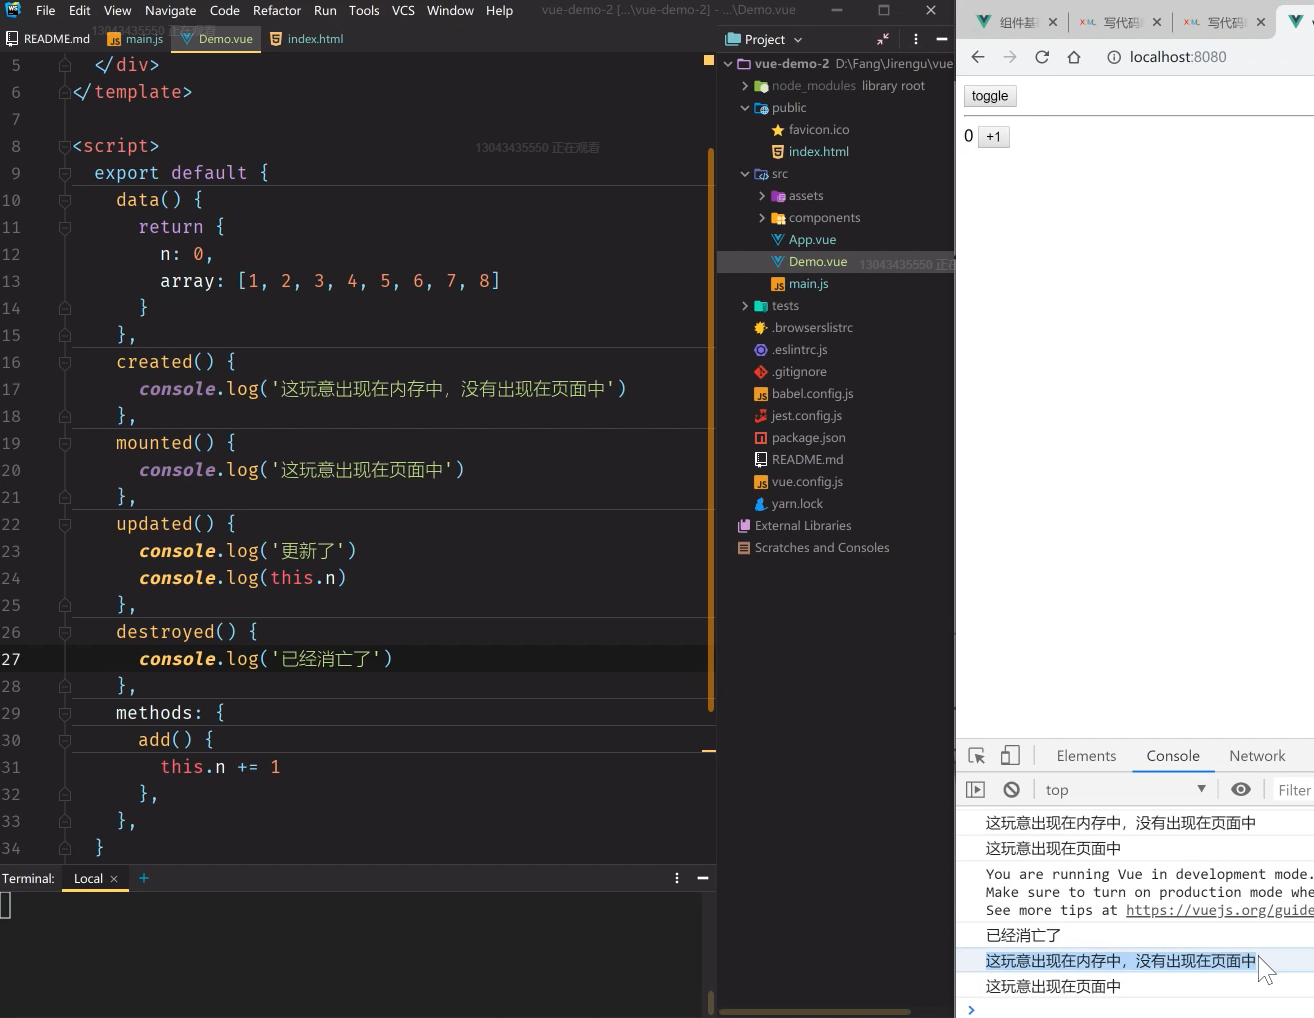 File Edit View Navigate Code Refactor Run Tools VCS Window Help vue-demo-2 [...\vue-demo-2] - ...\Demo.vue
README.md main.js Demo.vue index.html
13043435550 正在观看
5 </div>
6 </template>
7
8 <script>
13043435550 正在观看
9 export default {
10 data() {
11 return {
12 n: 0,
13 array: [1, 2, 3, 4, 5, 6, 7, 8]
14 }
15 },
16 created() {
17 console.log('这玩意出现在内存中，没有出现在页面中')
18 },
19 mounted() {
20 console.log('这玩意出现在页面中')
21 },
22 updated() {
23 console.log('更新了')
24 console.log(this.n)
25 },
26 destroyed() {
27 console.log('已经消亡了')
28 },
29 methods: {
30 add() {
31 this.n += 1
32 },
33 },
34 }
Terminal: Local × +
Project
vue-demo-2 D:\Fang\Jirengu\vue
node_modules library root
public
favicon.ico
index.html
src
assets
components
App.vue
Demo.vue
13043435550 正在
main.js
tests
.browserslistrc
.eslintrc.js
.gitignore
babel.config.js
jest.config.js
package.json
README.md
vue.config.js
yarn.lock
External Libraries
Scratches and Consoles
组件基 写代码 写代码
localhost:8080
toggle
0 +1
Elements Console Network
top Filter
这玩意出现在内存中，没有出现在页面中
这玩意出现在页面中
You are running Vue in development mode.
Make sure to turn on production mode whe
See more tips at https://vuejs.org/guide
已经消亡了
这玩意出现在内存中，没有出现在页面中
这玩意出现在页面中